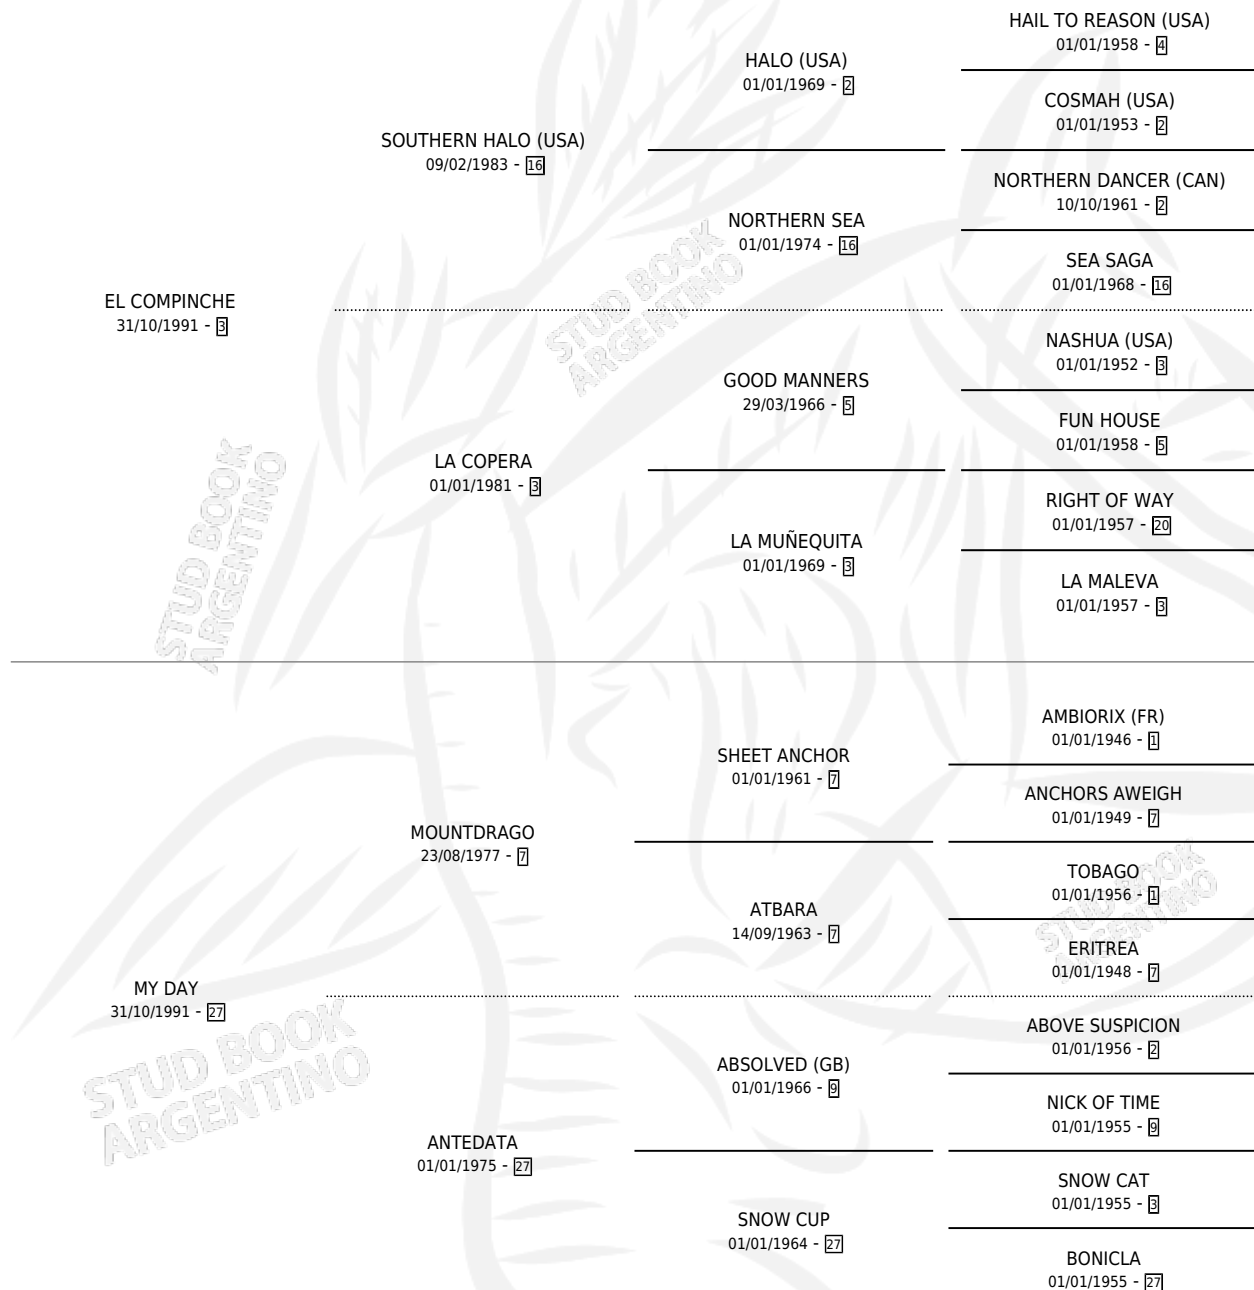 HAIL TO REASON (USA)
01/01/1958 - 4
HALO (USA)
01/01/1969 - 2
COSMAH (USA)
01/01/1953 - 2
SOUTHERN HALO (USA)
09/02/1983 - 16
NORTHERN DANCER (CAN)
10/10/1961 - 2
NORTHERN SEA
01/01/1974 - 16
SEA SAGA
01/01/1968 - 16
EL COMPINCHE
31/10/1991 - 3
NASHUA (USA)
01/01/1952 - 3
GOOD MANNERS
29/03/1966 - 5
FUN HOUSE
01/01/1958 - 5
LA COPERA
01/01/1981 - 3
RIGHT OF WAY
01/01/1957 - 20
LA MUÑEQUITA
01/01/1969 - 3
LA MALEVA
01/01/1957 - 3
AMBIORIX (FR)
01/01/1946 - 1
SHEET ANCHOR
01/01/1961 - 7
ANCHORS AWEIGH
01/01/1949 - 7
MOUNTDRAGO
23/08/1977 - 7
TOBAGO
01/01/1956 - 1
ATBARA
14/09/1963 - 7
ERITREA
01/01/1948 - 7
MY DAY
31/10/1991 - 27
ABOVE SUSPICION
01/01/1956 - 2
ABSOLVED (GB)
01/01/1966 - 9
NICK OF TIME
01/01/1955 - 9
ANTEDATA
01/01/1975 - 27
SNOW CAT
01/01/1955 - 3
SNOW CUP
01/01/1964 - 27
BONICLA
01/01/1955 - 27
STUD BOOK
ARGENTINO
STUD BOOK
ARGENTINO
STUD BOOK
ARGENTINO
STUD BOOK
ARGENTINO